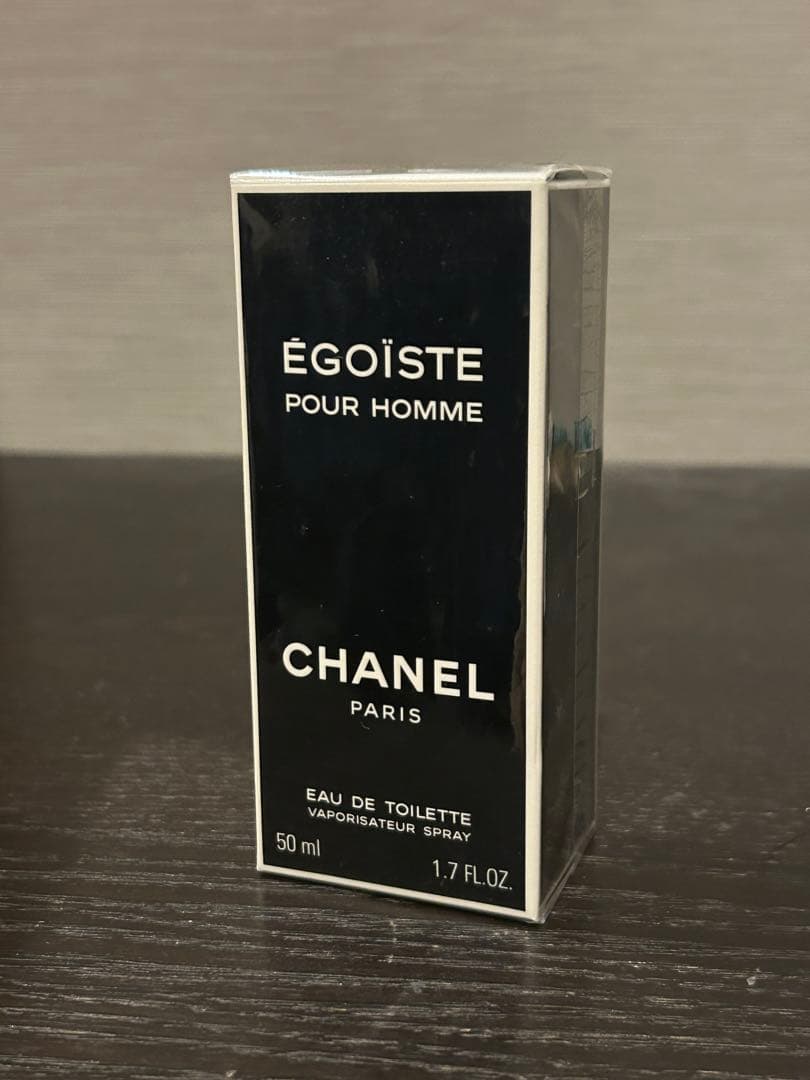 ÉGOÏSTE
POUR HOMME
CHANEL
PARIS
EAU DE TOILETTE
VAPORISATEUR SPRAY
50 ml
1.7 FL.OZ.